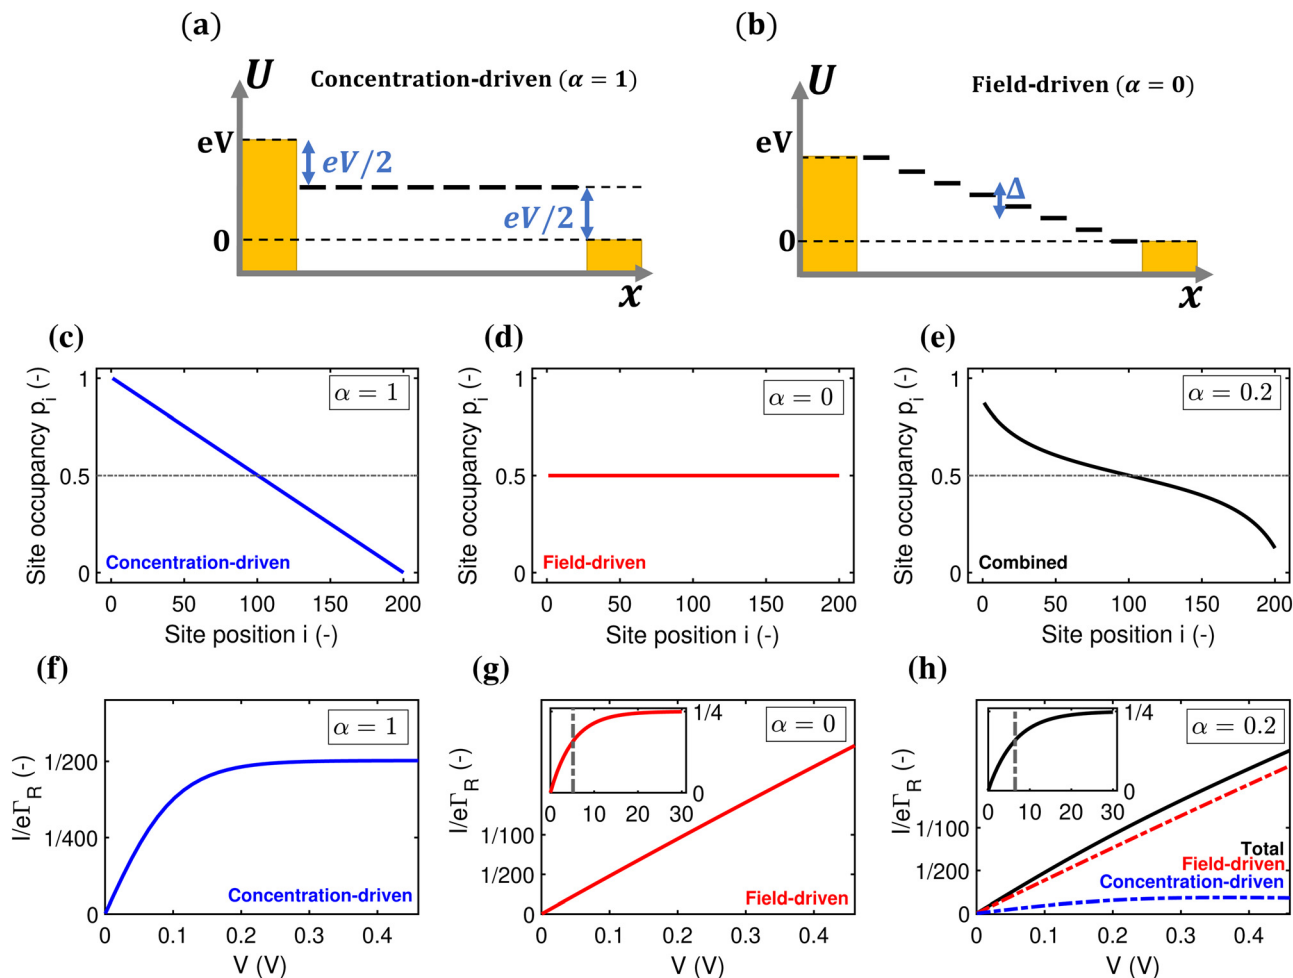 (a)
U
Concentration-driven (α = 1)
eV
eV/2
eV/2
0
x
(b)
U
Field-driven (α = 0)
eV
Δ
0
x
(c)
Site occupancy p_i (-)
1
0.5
0
α = 1
Concentration-driven
0 50 100 150 200
Site position i (-)
(d)
Site occupancy p_i (-)
1
0.5
0
α = 0
Field-driven
0 50 100 150 200
Site position i (-)
(e)
Site occupancy p_i (-)
1
0.5
0
α = 0.2
Combined
0 50 100 150 200
Site position i (-)
(f)
I/eΓ_R (-)
1/200
1/400
0
α = 1
Concentration-driven
0 0.1 0.2 0.3 0.4
V (V)
(g)
I/eΓ_R (-)
1/100
1/200
0
1/4
0
0 10 20 30
α = 0
Field-driven
0 0.1 0.2 0.3 0.4
V (V)
(h)
I/eΓ_R (-)
1/100
1/200
0
1/4
0
0 10 20 30
α = 0.2
Total
Field-driven
Concentration-driven
0 0.1 0.2 0.3 0.4
V (V)